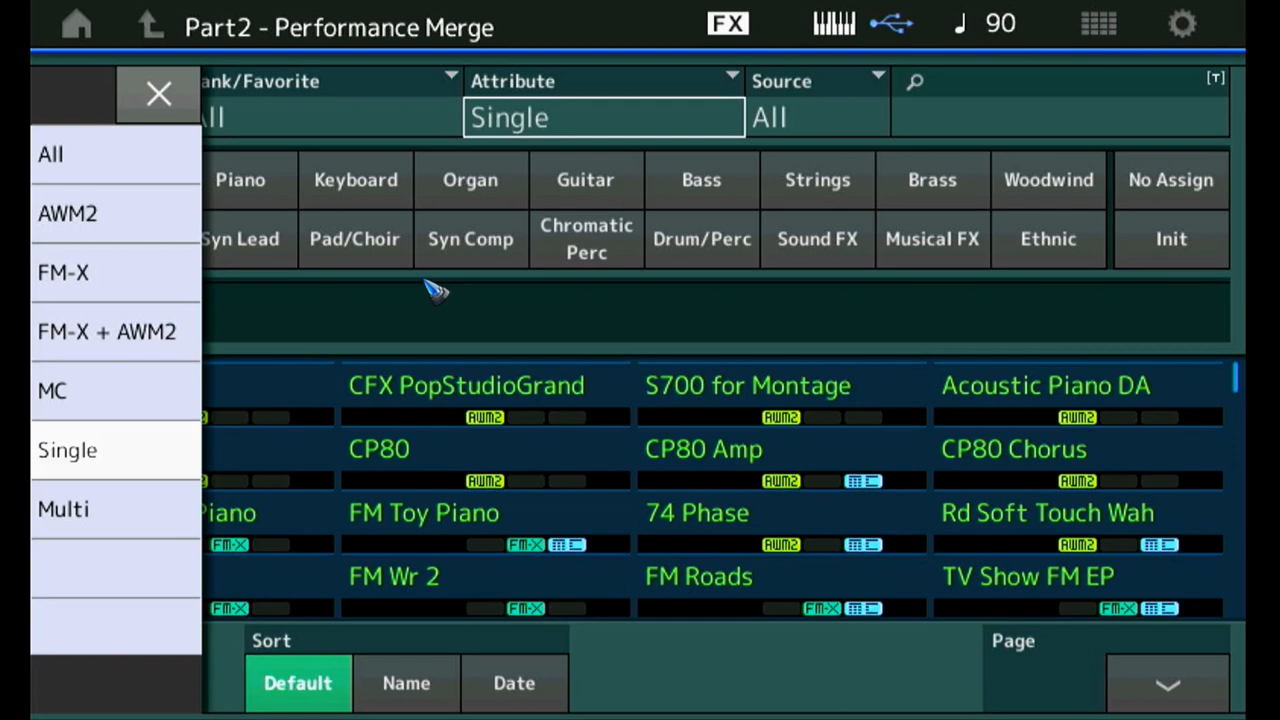 Part2 - Performance Merge FX 90
ank/Favorite Attribute Source [T]
All Single All
All
AWM2
FM-X
FM-X + AWM2
MC
Single
Multi
Piano Keyboard Organ Guitar Bass Strings Brass Woodwind No Assign
Syn Lead Pad/Choir Syn Comp Chromatic Perc Drum/Perc Sound FX Musical FX Ethnic Init
CFX PopStudioGrand S700 for Montage Acoustic Piano DA
AWM2 AWM2 AWM2
CP80 CP80 Amp CP80 Chorus
AWM2 AWM2 MC AWM2
Piano FM Toy Piano 74 Phase Rd Soft Touch Wah
FM-X FM-X MC AWM2 MC AWM2 MC
FM Wr 2 FM Roads TV Show FM EP
FM-X FM-X FM-X MC FM-X MC
Sort Page
Default Name Date